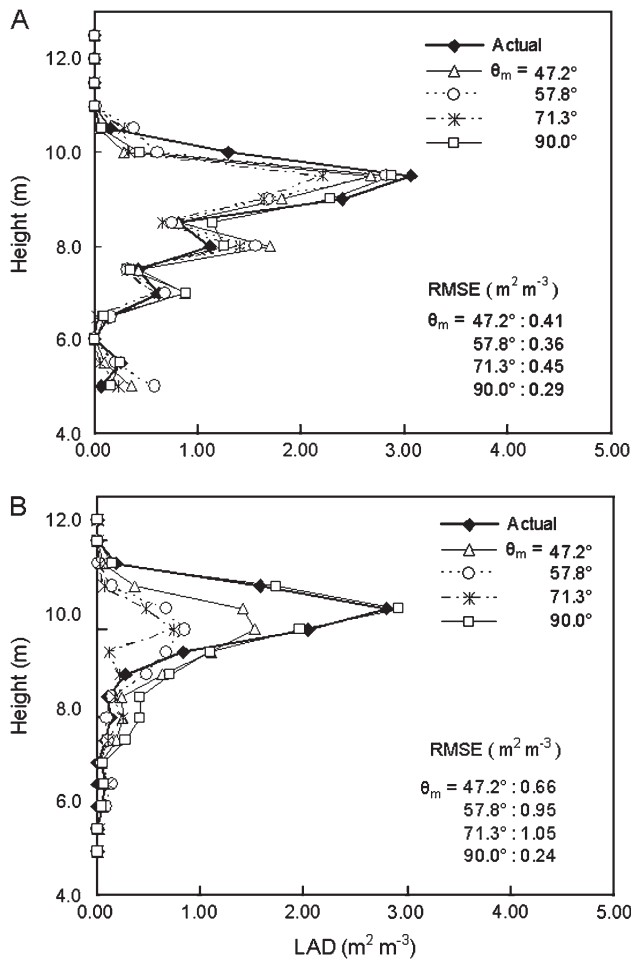 A
12.0
10.0
8.0
6.0
4.0
Height (m)
Actual
θm = 47.2°
57.8°
71.3°
90.0°
RMSE ( m² m⁻³)
θm = 47.2° : 0.41
57.8° : 0.36
71.3° : 0.45
90.0° : 0.29
0.00 1.00 2.00 3.00 4.00 5.00
B
12.0
10.0
8.0
6.0
4.0
Height (m)
Actual
θm = 47.2°
57.8°
71.3°
90.0°
RMSE ( m² m⁻³)
θm = 47.2° : 0.66
57.8° : 0.95
71.3° : 1.05
90.0° : 0.24
0.00 1.00 2.00 3.00 4.00 5.00
LAD (m² m⁻³)